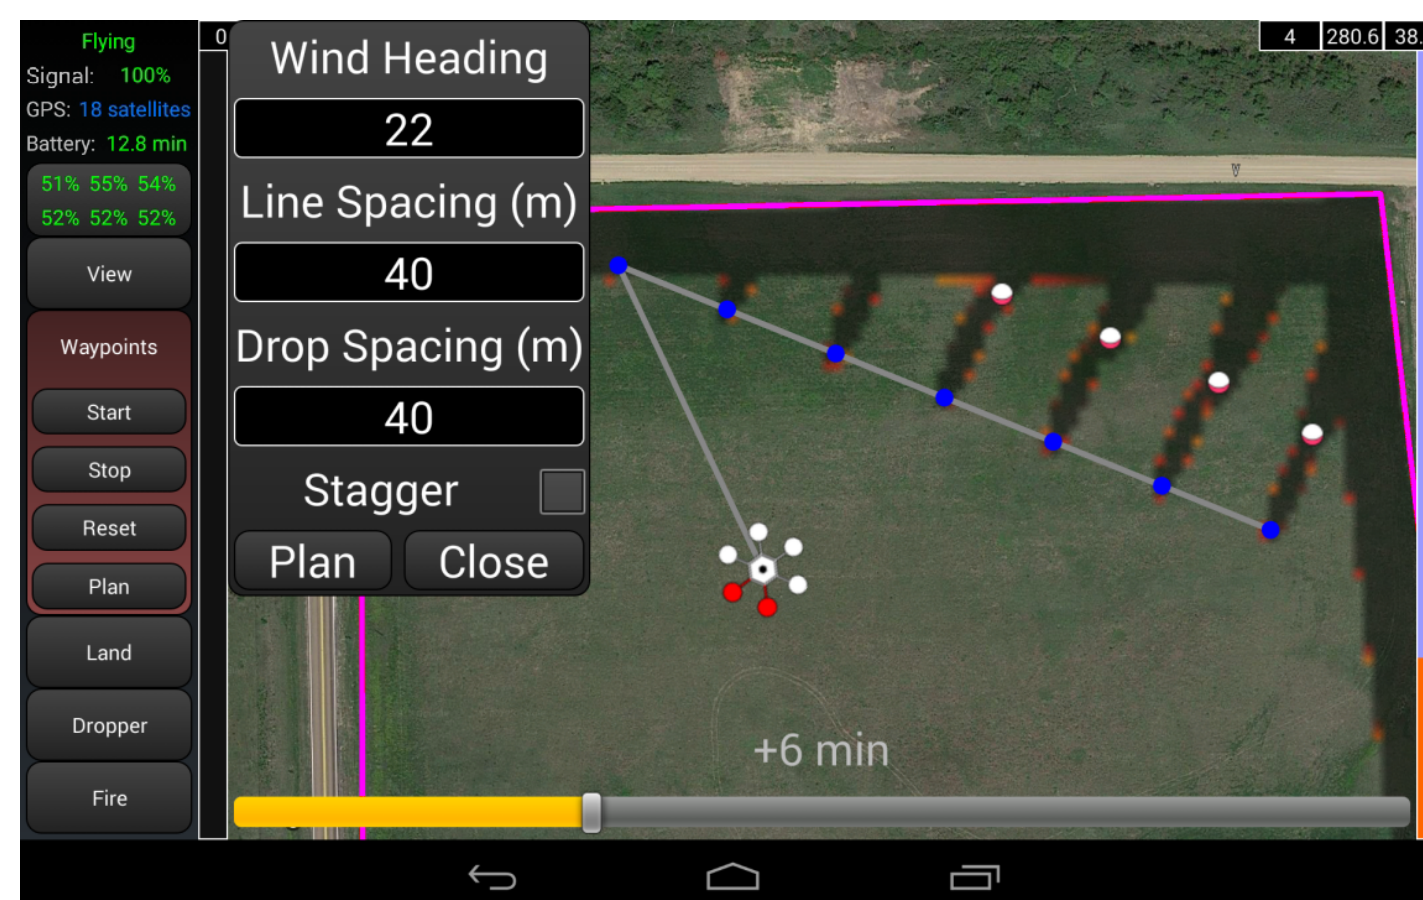 Flying
Signal: 100%
GPS: 18 satellites
Battery: 12.8 min
51% 55% 54%
52% 52% 52%
View
Waypoints
Start
Stop
Reset
Plan
Land
Dropper
Fire
0
Wind Heading
22
Line Spacing (m)
40
Drop Spacing (m)
40
Stagger
Plan Close
4 280.6 38.
+6 min